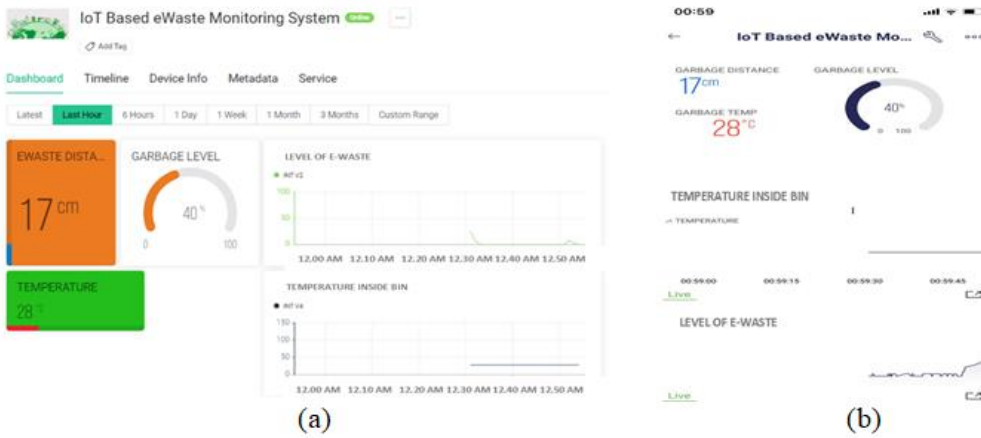 IoT Based eWaste Monitoring System Online
Add Tag
Dashboard Timeline Device Info Metadata Service
Latest Last Hour 6 Hours 1 Day 1 Week 1 Month 3 Months Custom Range
EWASTE DISTA...
17 cm
GARBAGE LEVEL
40 %
0 100
LEVEL OF E-WASTE
INT V2
100
50
0
12.00 AM 12.10 AM 12.20 AM 12.30 AM 12.40 AM 12.50 AM
TEMPERATURE
28 °C
TEMPERATURE INSIDE BIN
INT V4
150
100
50
0
12.00 AM 12.10 AM 12.20 AM 12.30 AM 12.40 AM 12.50 AM
(a)
00:59
IoT Based eWaste Mo...
GARBAGE DISTANCE
17 cm
GARBAGE TEMP
28 °C
GARBAGE LEVEL
40 %
0 100
TEMPERATURE INSIDE BIN
TEMPERATURE
00:59:00 00:59:15 00:59:30 00:59:45
Live
LEVEL OF E-WASTE
Live
(b)